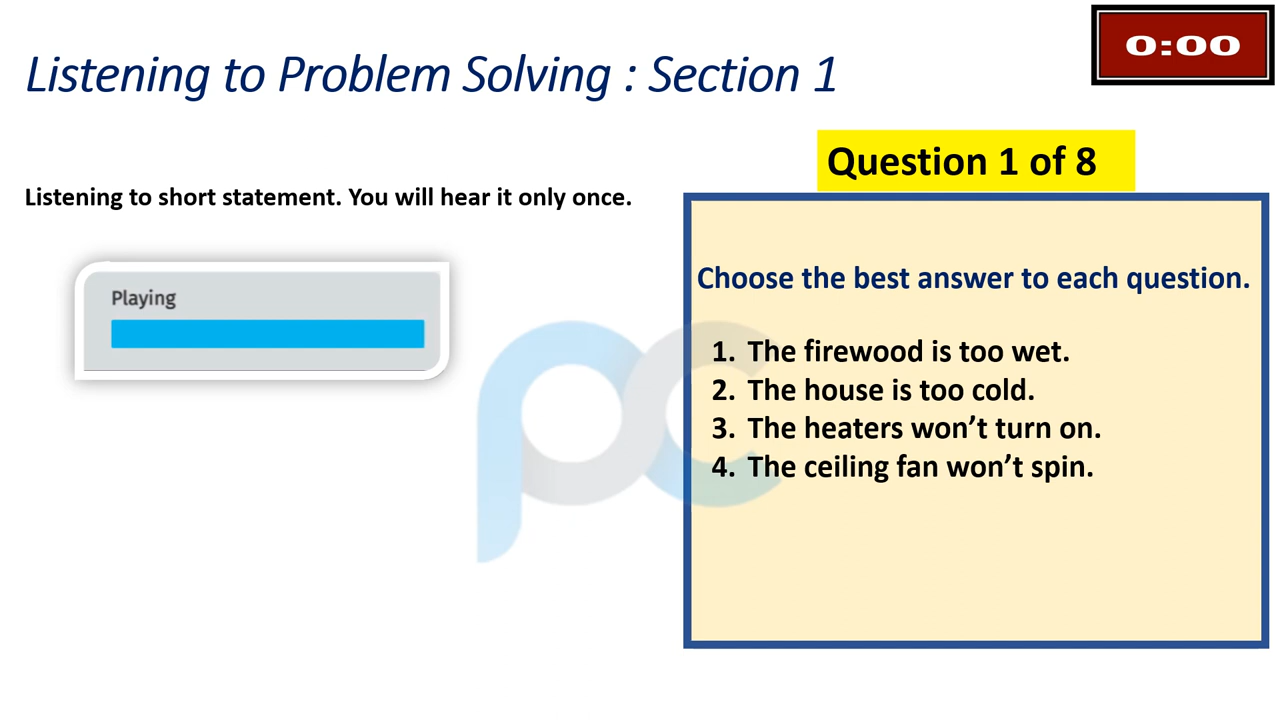 0:00
Listening to Problem Solving : Section 1
Question 1 of 8
Listening to short statement. You will hear it only once.
Playing
Choose the best answer to each question.
1. The firewood is too wet.
2. The house is too cold.
3. The heaters won’t turn on.
4. The ceiling fan won’t spin.
pc